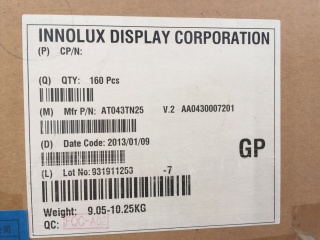 INNOLUX DISPLAY CORPORATION
(P) CP/N:
(Q) QTY: 160 Pcs
(M) Mfr P/N: AT043TN25 V.2 AA0430007201
(D) Date Code: 2013/01/09
GP
(L) Lot No: 931911253 -7
Weight: 9.05-10.25KG
QC: